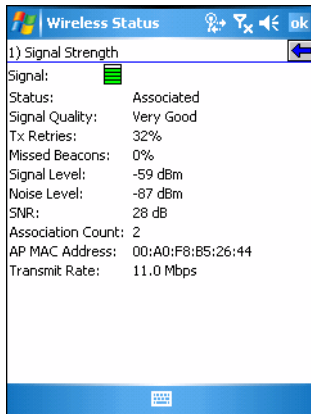 Wireless Status ok
1) Signal Strength
Signal:
Status: Associated
Signal Quality: Very Good
Tx Retries: 32%
Missed Beacons: 0%
Signal Level: -59 dBm
Noise Level: -87 dBm
SNR: 28 dB
Association Count: 2
AP MAC Address: 00:A0:F8:B5:26:44
Transmit Rate: 11.0 Mbps